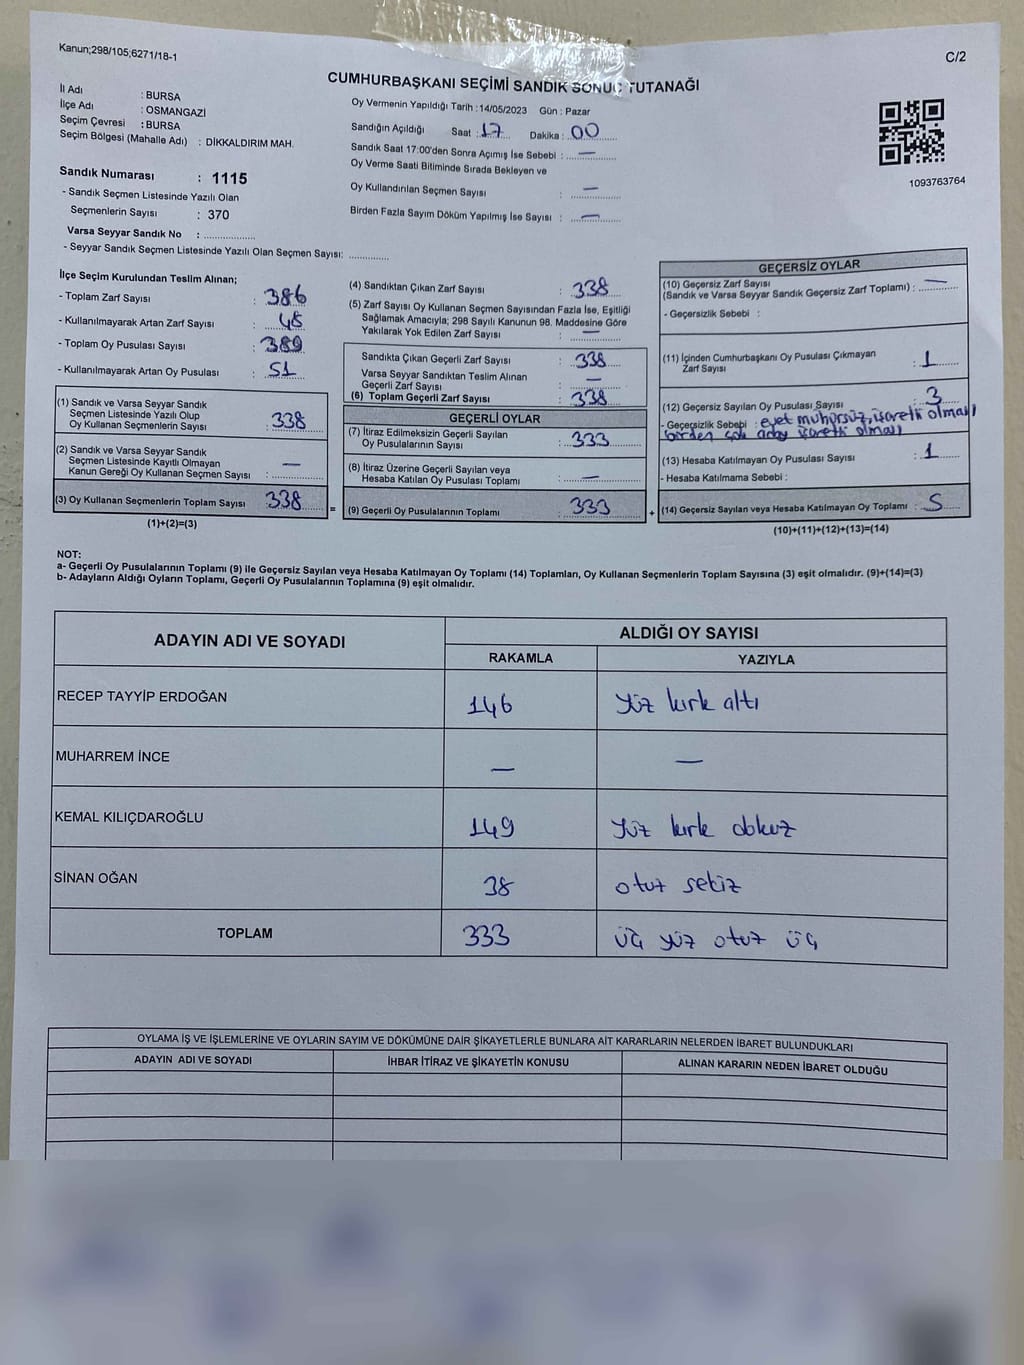 Kanun;298/105;6271/18-1
C/2
CUMHURBAŞKANI SEÇİMİ SANDIK SONUÇ TUTANAĞI
İl Adı : BURSA
İlçe Adı : OSMANGAZİ
Seçim Çevresi : BURSA
Seçim Bölgesi (Mahalle Adı) : DİKKALDIRIM MAH.
Oy Vermenin Yapıldığı Tarih :14/05/2023 Gün : Pazar
Sandığın Açıldığı Saat : 17 Dakika : 00
Sandık Saat 17:00'den Sonra Açımış İse Sebebi : —
Oy Verme Saati Bitiminde Sırada Bekleyen ve
Oy Kullandırılan Seçmen Sayısı : —
Birden Fazla Sayım Döküm Yapılmış İse Sayısı : —
1093763764
Sandık Numarası : 1115
- Sandık Seçmen Listesinde Yazılı Olan
Seçmenlerin Sayısı : 370
Varsa Seyyar Sandık No : ..............
- Seyyar Sandık Seçmen Listesinde Yazılı Olan Seçmen Sayısı: ............
İlçe Seçim Kurulundan Teslim Alınan;
- Toplam Zarf Sayısı : 386
- Kullanılmayarak Artan Zarf Sayısı : 48
- Toplam Oy Pusulası Sayısı : 389
- Kullanılmayarak Artan Oy Pusulası : 51
(1) Sandık ve Varsa Seyyar Sandık
Seçmen Listesinde Yazılı Olup
Oy Kullanan Seçmenlerin Sayısı : 338
(2) Sandık ve Varsa Seyyar Sandık
Seçmen Listesinde Kayıtlı Olmayan
Kanun Gereği Oy Kullanan Seçmen Sayısı : —
(3) Oy Kullanan Seçmenlerin Toplam Sayısı 338
(1)+(2)=(3)
=
(4) Sandıktan Çıkan Zarf Sayısı : 338
(5) Zarf Sayısı Oy Kullanan Seçmen Sayısından Fazla İse, Eşitliği
Sağlamak Amacıyla; 298 Sayılı Kanunun 98. Maddesine Göre
Yakılarak Yok Edilen Zarf Sayısı : —
Sandıkta Çıkan Geçerli Zarf Sayısı : 338
Varsa Seyyar Sandıktan Teslim Alınan
Geçerli Zarf Sayısı : —
(6) Toplam Geçerli Zarf Sayısı : 338
GEÇERLİ OYLAR
(7) İtiraz Edilmeksizin Geçerli Sayılan
Oy Pusulalarının Sayısı : 333
(8) İtiraz Üzerine Geçerli Sayılan veya
Hesaba Katılan Oy Pusulası Toplamı : —
(9) Geçerli Oy Pusulalarının Toplamı : 333
+
GEÇERSİZ OYLAR
(10) Geçersiz Zarf Sayısı
(Sandık ve Varsa Seyyar Sandık Geçersiz Zarf Toplamı) : —
- Geçersizlik Sebebi :
(11) İçinden Cumhurbaşkanı Oy Pusulası Çıkmayan
Zarf Sayısı : 1
(12) Geçersiz Sayılan Oy Pusulası Sayısı : 3
- Geçersizlik Sebebi : evet mühürsüz, işaretli olması
birden çok aday işaretli olması
(13) Hesaba Katılmayan Oy Pusulası Sayısı : 1
- Hesaba Katılmama Sebebi :
(14) Geçersiz Sayılan veya Hesaba Katılmayan Oy Toplamı : 5
(10)+(11)+(12)+(13)=(14)
NOT:
a- Geçerli Oy Pusulalarının Toplamı (9) ile Geçersiz Sayılan veya Hesaba Katılmayan Oy Toplamı (14) Toplamları, Oy Kullanan Seçmenlerin Toplam Sayısına (3) eşit olmalıdır. (9)+(14)=(3)
b- Adayların Aldığı Oyların Toplamı, Geçerli Oy Pusulalarının Toplamına (9) eşit olmalıdır.
ADAYIN ADI VE SOYADI
ALDIĞI OY SAYISI
RAKAMLA YAZIYLA
RECEP TAYYİP ERDOĞAN 146 Yüz kırk altı
MUHARREM İNCE — —
KEMAL KILIÇDAROĞLU 149 Yüz kırk dokuz
SİNAN OĞAN 38 otuz sekiz
TOPLAM 333 üç yüz otuz üç
OYLAMA İŞ VE İŞLEMLERİNE VE OYLARIN SAYIM VE DÖKÜMÜNE DAİR ŞİKAYETLERLE BUNLARA AİT KARARLARIN NELERDEN İBARET BULUNDUKLARI
ADAYIN ADI VE SOYADI İHBAR İTİRAZ VE ŞİKAYETİN KONUSU ALINAN KARARIN NEDEN İBARET OLDUĞU